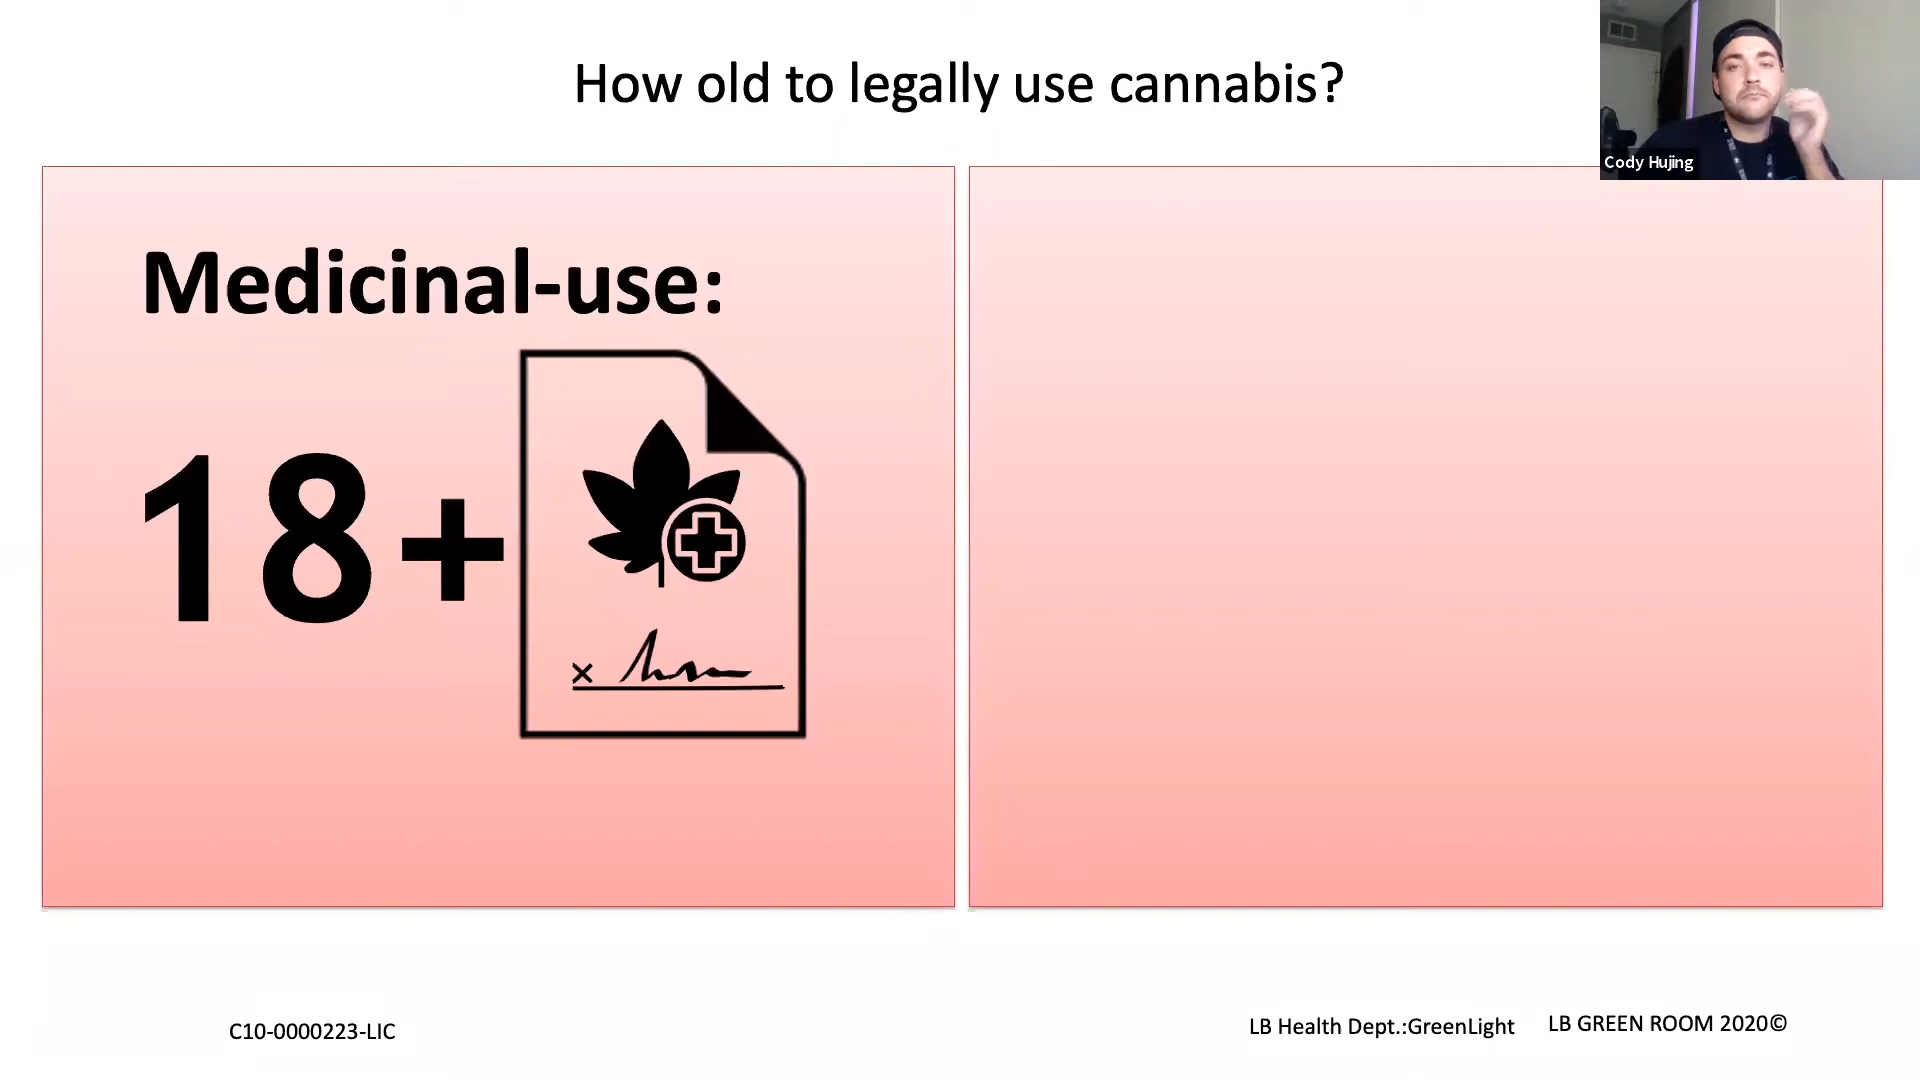 How old to legally use cannabis?
Cody Hujing
Medicinal-use:
18+
x
C10-0000223-LIC
LB Health Dept.:GreenLight
LB GREEN ROOM 2020©